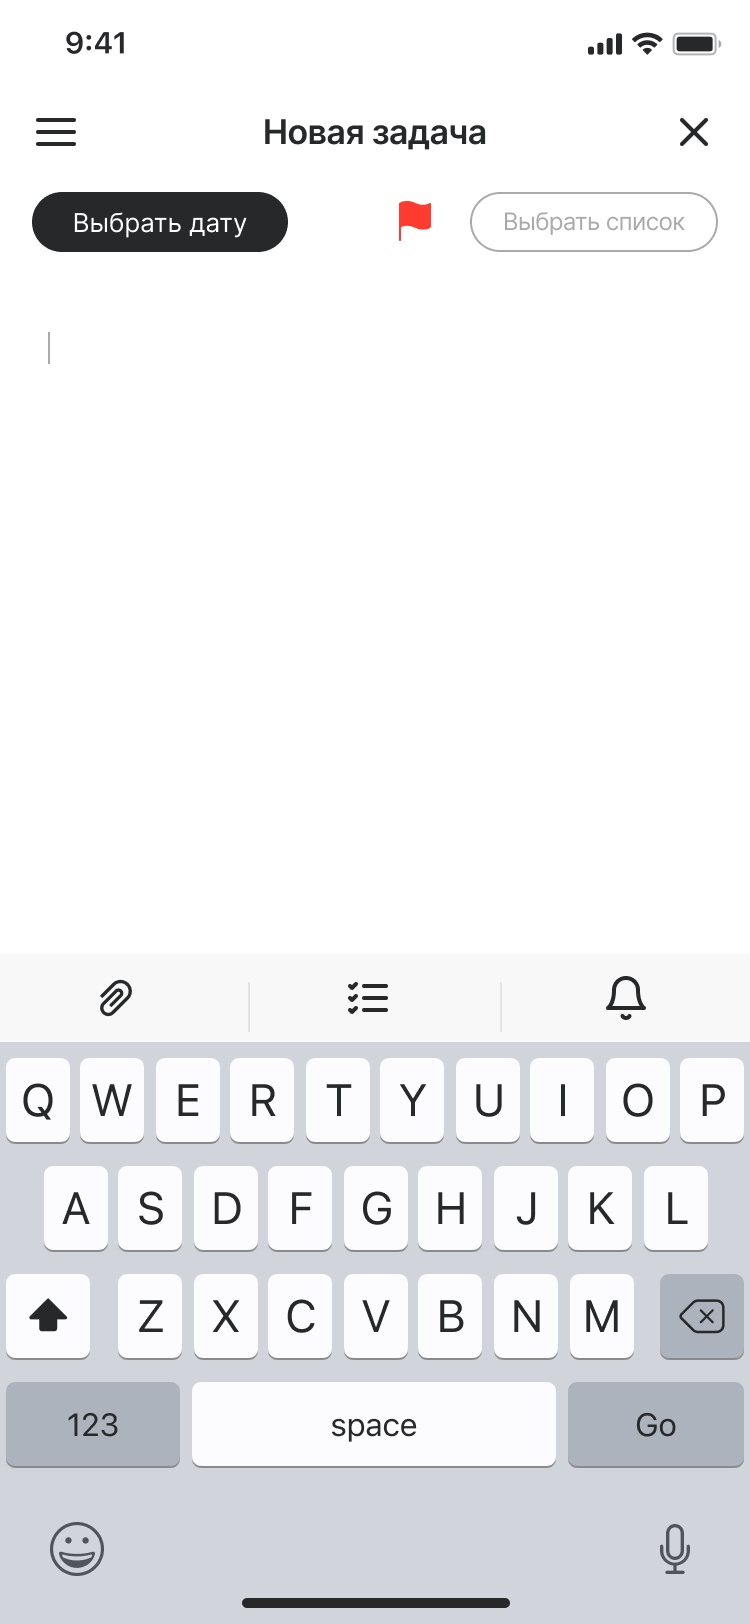 9:41
Новая задача
Выбрать дату
Выбрать список
Q W E R T Y U I O P
A S D F G H J K L
Z X C V B N M
123 space Go